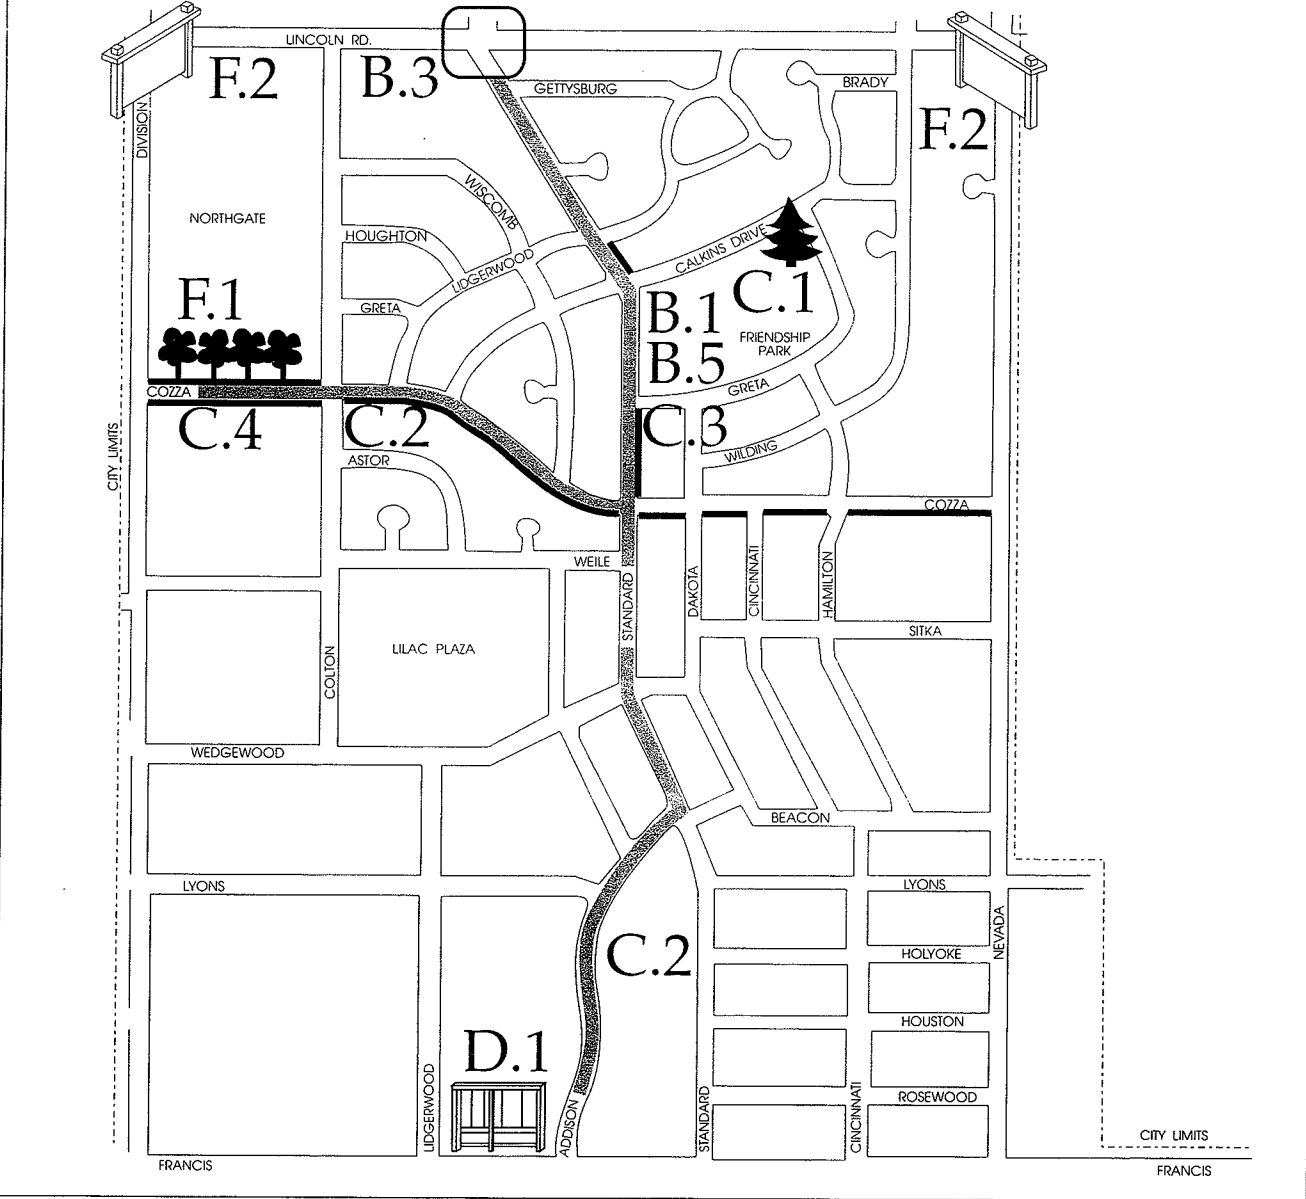 LINCOLN RD.
F.2
B.3
GETTYSBURG
BRADY
F.2
DIVISION
WISCOMB
NORTHGATE
HOUGHTON
LIDGERWOOD
CALKINS DRIVE
F.1
C.1
GRETA
B.1
FRIENDSHIP
PARK
B.5
COZZA
GRETA
C.4
C.2
C.3
CITY LIMITS
ASTOR
WILDING
COZZA
WEILE
STANDARD
DAKOTA
CINCINNATI
HAMILTON
SITKA
LILAC PLAZA
COLTON
WEDGEWOOD
BEACON
LYONS
LYONS
NEVADA
C.2
HOLYOKE
HOUSTON
D.1
LIDGERWOOD
ADDISON
STANDARD
CINCINNATI
ROSEWOOD
CITY LIMITS
FRANCIS
FRANCIS